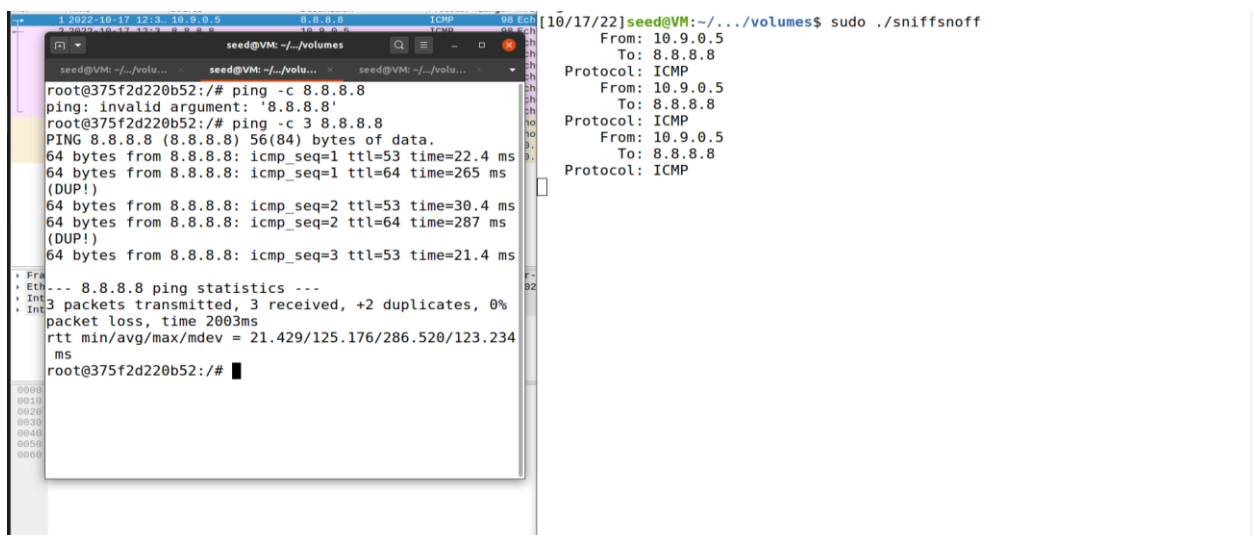 1 2022-10-17 12:3… 10.9.0.5 8.8.8.8 ICMP 98 Ech
seed@VM: ~/.../volumes
seed@VM: ~/.../volu... seed@VM: ~/.../volu... seed@VM: ~/.../volu...
root@375f2d220b52:/# ping -c 8.8.8.8
ping: invalid argument: '8.8.8.8'
root@375f2d220b52:/# ping -c 3 8.8.8.8
PING 8.8.8.8 (8.8.8.8) 56(84) bytes of data.
64 bytes from 8.8.8.8: icmp_seq=1 ttl=53 time=22.4 ms
64 bytes from 8.8.8.8: icmp_seq=1 ttl=64 time=265 ms
(DUP!)
64 bytes from 8.8.8.8: icmp_seq=2 ttl=53 time=30.4 ms
64 bytes from 8.8.8.8: icmp_seq=2 ttl=64 time=287 ms
(DUP!)
64 bytes from 8.8.8.8: icmp_seq=3 ttl=53 time=21.4 ms
--- 8.8.8.8 ping statistics ---
3 packets transmitted, 3 received, +2 duplicates, 0%
packet loss, time 2003ms
rtt min/avg/max/mdev = 21.429/125.176/286.520/123.234
ms
root@375f2d220b52:/#
Fra
Eth
Int
Int
0000
0010
0020
0030
0040
0050
0060
[10/17/22]seed@VM:~/.../volumes$ sudo ./sniffsnoff
From: 10.9.0.5
To: 8.8.8.8
Protocol: ICMP
From: 10.9.0.5
To: 8.8.8.8
Protocol: ICMP
From: 10.9.0.5
To: 8.8.8.8
Protocol: ICMP